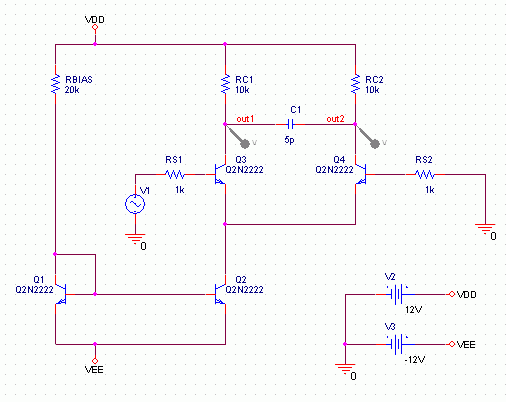 VDD
RBIAS
20k
RC1
10k
RC2
10k
out1
C1
out2
5p
V
V
RS1
1k
Q3
Q2N2222
Q4
Q2N2222
RS2
1k
V1
0
0
Q1
Q2N2222
Q2
Q2N2222
V2
VDD
12V
V3
VEE
-12V
VEE
0